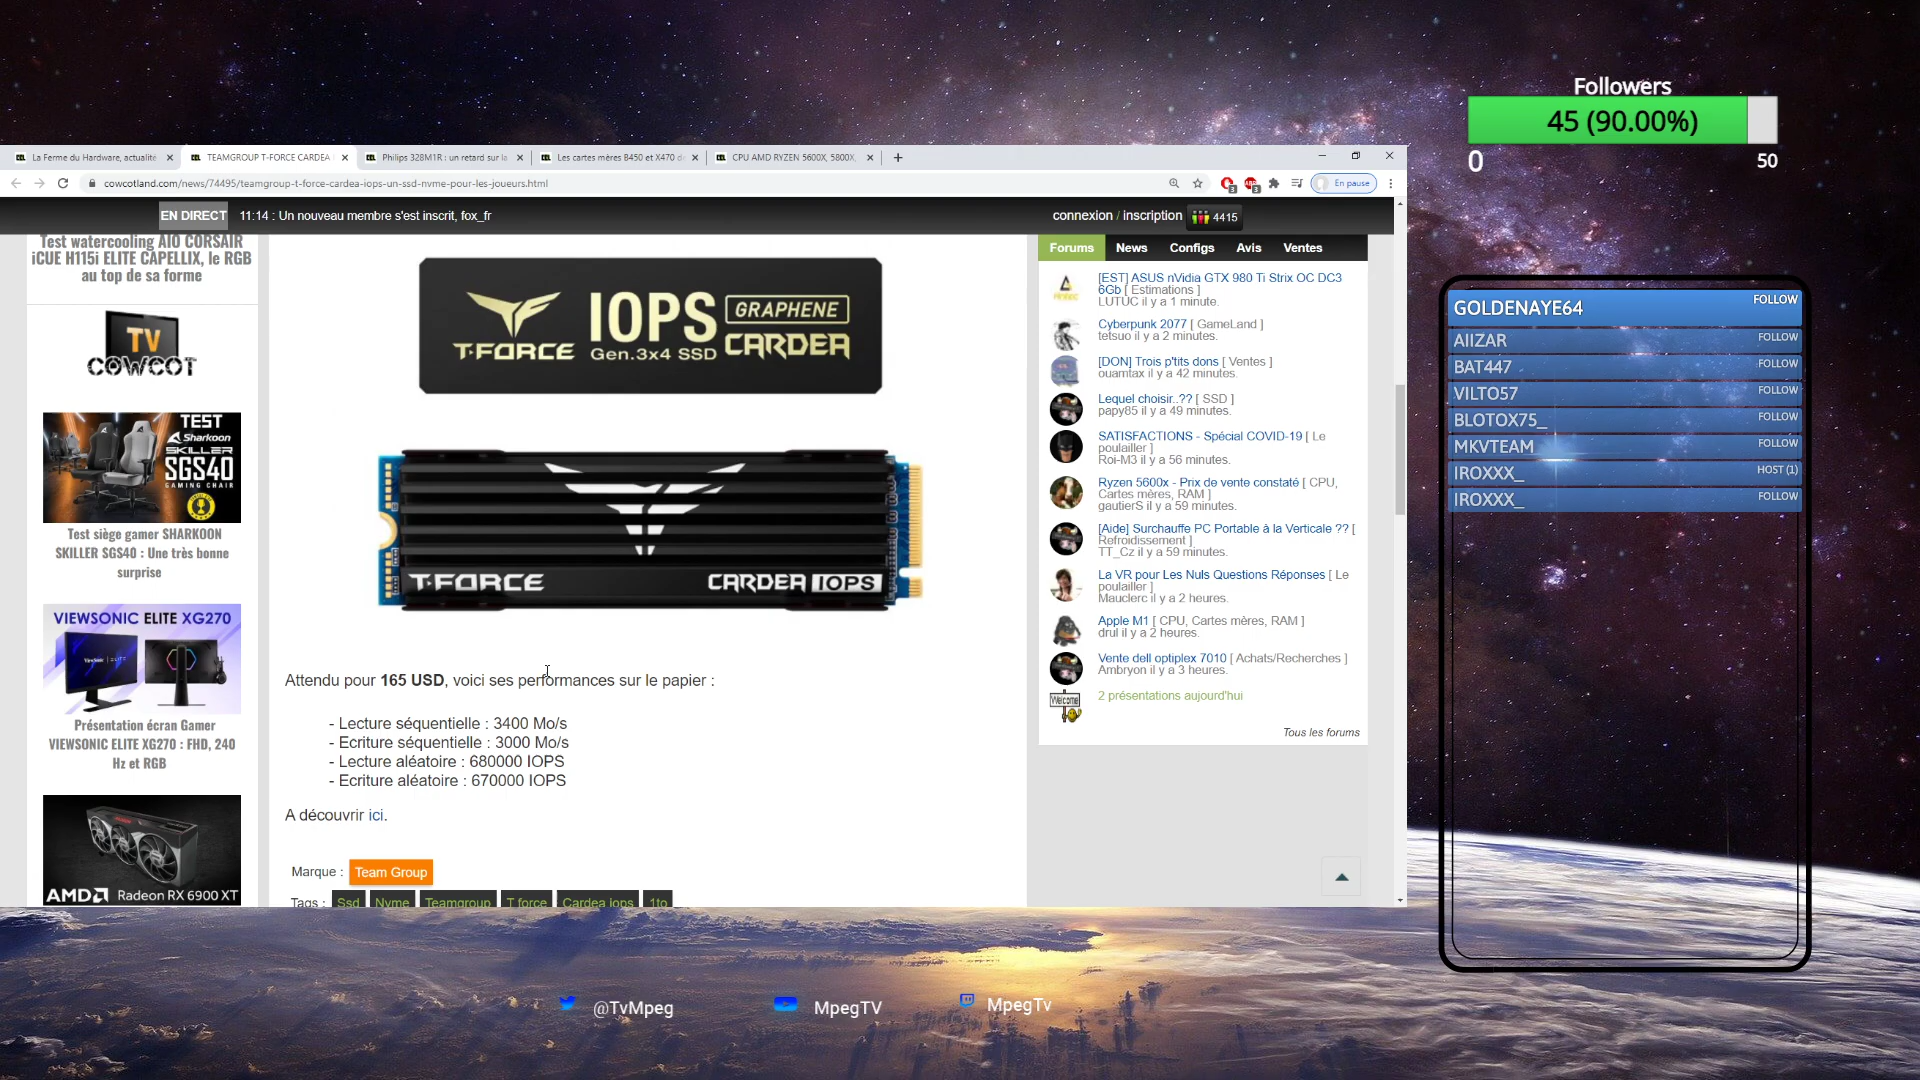 Followers
45 (90.00%)
0
50
La Ferme du Hardware, actualité
TEAMGROUP T-FORCE CARDEA
Philips 328M1R : un retard sur la
Les cartes mères B450 et X470 d
CPU AMD RYZEN 5600X, 5800X,
cowcotland.com/news/74495/teamgroup-t-force-cardea-iops-un-ssd-nvme-pour-les-joueurs.html
3
3
En pause
EN DIRECT
11:14 : Un nouveau membre s'est inscrit, fox_fr
connexion / inscription
4415
Test watercooling AIO CORSAIR
iCUE H115i ELITE CAPELLIX, le RGB
au top de sa forme
TV
COWCOT
TEST
Sharkoon
SKILLER
SGS40
GAMING CHAIR
Test siège gamer SHARKOON
SKILLER SGS40 : Une très bonne
surprise
VIEWSONIC ELITE XG270
Présentation écran Gamer
VIEWSONIC ELITE XG270 : FHD, 240
Hz et RGB
AMD Radeon RX 6900 XT
T-FORCE
IOPS
GRAPHENE
Gen.3x4 SSD
CARDEA
T-FORCE
CARDEA IOPS
Attendu pour 165 USD, voici ses performances sur le papier :
- Lecture séquentielle : 3400 Mo/s
- Ecriture séquentielle : 3000 Mo/s
- Lecture aléatoire : 680000 IOPS
- Ecriture aléatoire : 670000 IOPS
A découvrir ici.
Marque : Team Group
Tags : Ssd Nvme Teamgroup T force Cardea Iops 1to
Forums News Configs Avis Ventes
[EST] ASUS nVidia GTX 980 Ti Strix OC DC3
6Gb [ Estimations ]
LUTUC il y a 1 minute.
Cyberpunk 2077 [ GameLand ]
tetsuo il y a 2 minutes.
[DON] Trois p'tits dons [ Ventes ]
ouamtax il y a 42 minutes.
Lequel choisir..?? [ SSD ]
papy85 il y a 49 minutes.
SATISFACTIONS - Spécial COVID-19 [ Le
poulailler ]
Roi-M3 il y a 56 minutes.
Ryzen 5600x - Prix de vente constaté [ CPU,
Cartes mères, RAM ]
gautierS il y a 59 minutes.
[Aide] Surchauffe PC Portable à la Verticale ?? [
Refroidissement ]
TT_Cz il y a 59 minutes.
La VR pour Les Nuls Questions Réponses [ Le
poulailler ]
Mauclerc il y a 2 heures.
Apple M1 [ CPU, Cartes mères, RAM ]
drul il y a 2 heures.
Vente dell optiplex 7010 [ Achats/Recherches ]
Ambryon il y a 3 heures.
Welcome
2 présentations aujourd'hui
Tous les forums
GOLDENAYE64 FOLLOW
AIIZAR FOLLOW
BAT447 FOLLOW
VILTO57 FOLLOW
BLOTOX75_ FOLLOW
MKVTEAM FOLLOW
IROXXX_ HOST (1)
IROXXX_ FOLLOW
@TvMpeg
MpegTV
MpegTv